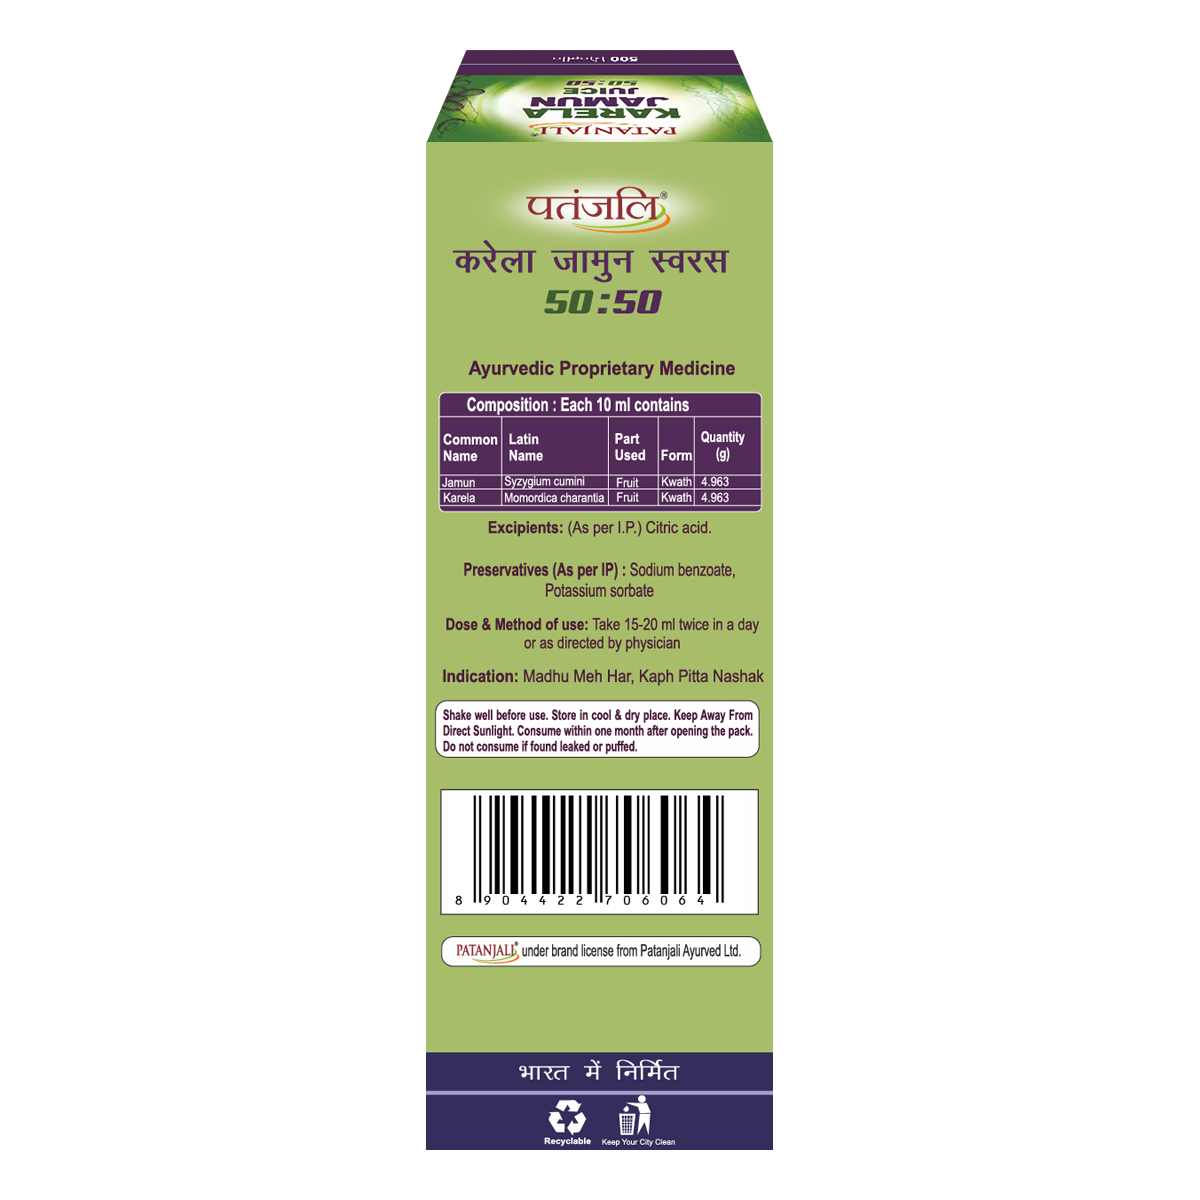 500 मि०ली०
PATANJALI®
KARELA
JAMUN
JUICE
50:50
पतंजलि®
करेला जामुन स्वरस
50:50
Ayurvedic Proprietary Medicine
Composition : Each 10 ml contains
Common Name Latin Name Part Used Form Quantity (g)
Jamun Syzygium cumini Fruit Kwath 4.963
Karela Momordica charantia Fruit Kwath 4.963
Excipients: (As per I.P.) Citric acid.
Preservatives (As per IP) : Sodium benzoate,
Potassium sorbate
Dose & Method of use: Take 15-20 ml twice in a day
or as directed by physician
Indication: Madhu Meh Har, Kaph Pitta Nashak
Shake well before use. Store in cool & dry place. Keep Away From
Direct Sunlight. Consume within one month after opening the pack.
Do not consume if found leaked or puffed.
8 904422 706064
PATANJALI® under brand license from Patanjali Ayurved Ltd.
भारत में निर्मित
Recyclable Keep Your City Clean